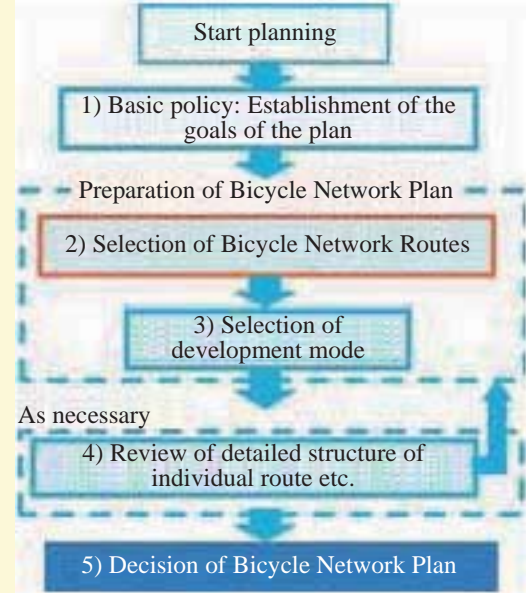 Start planning
1) Basic policy: Establishment of the
goals of the plan
Preparation of Bicycle Network Plan
2) Selection of Bicycle Network Routes
3) Selection of
development mode
As necessary
4) Review of detailed structure of
individual route etc.
5) Decision of Bicycle Network Plan